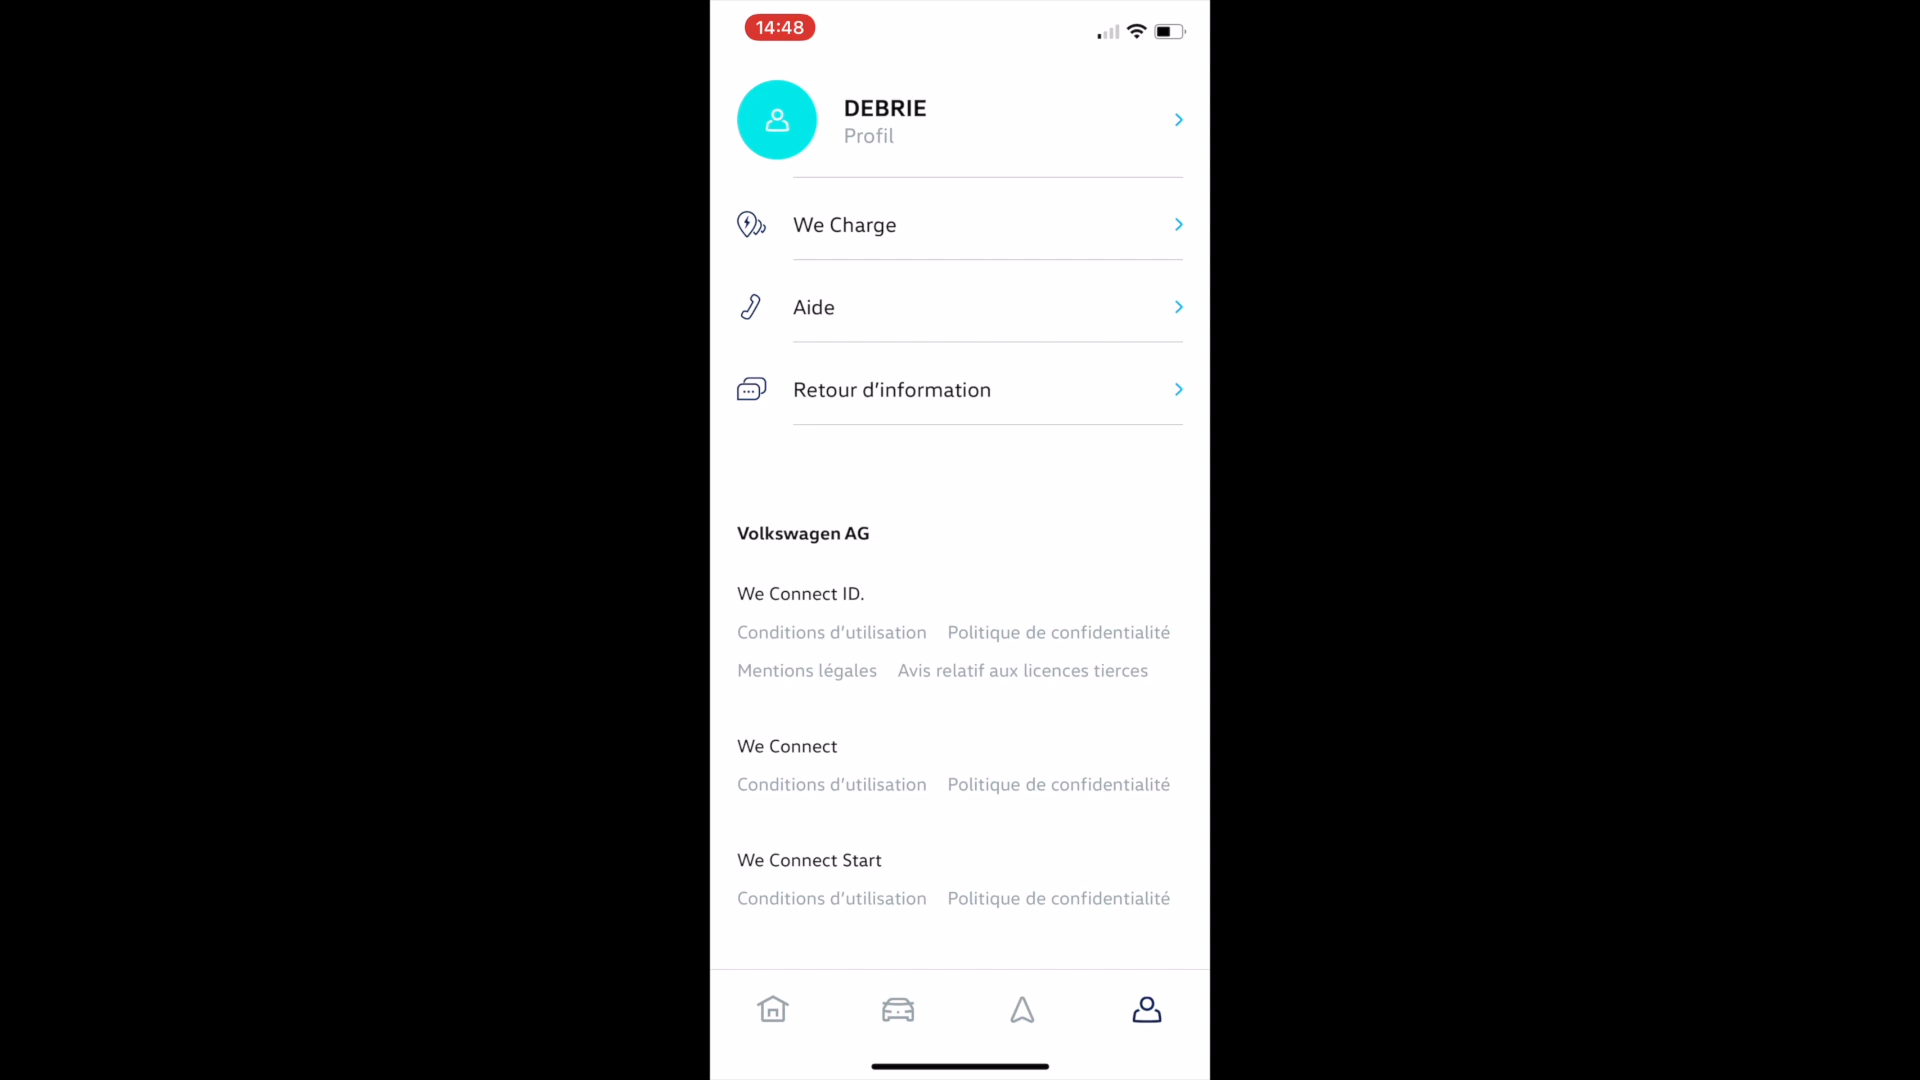 14:48
DEBRIE
Profil
We Charge
Aide
Retour d’information
Volkswagen AG
We Connect ID.
Conditions d’utilisation Politique de confidentialité
Mentions légales Avis relatif aux licences tierces
We Connect
Conditions d’utilisation Politique de confidentialité
We Connect Start
Conditions d’utilisation Politique de confidentialité